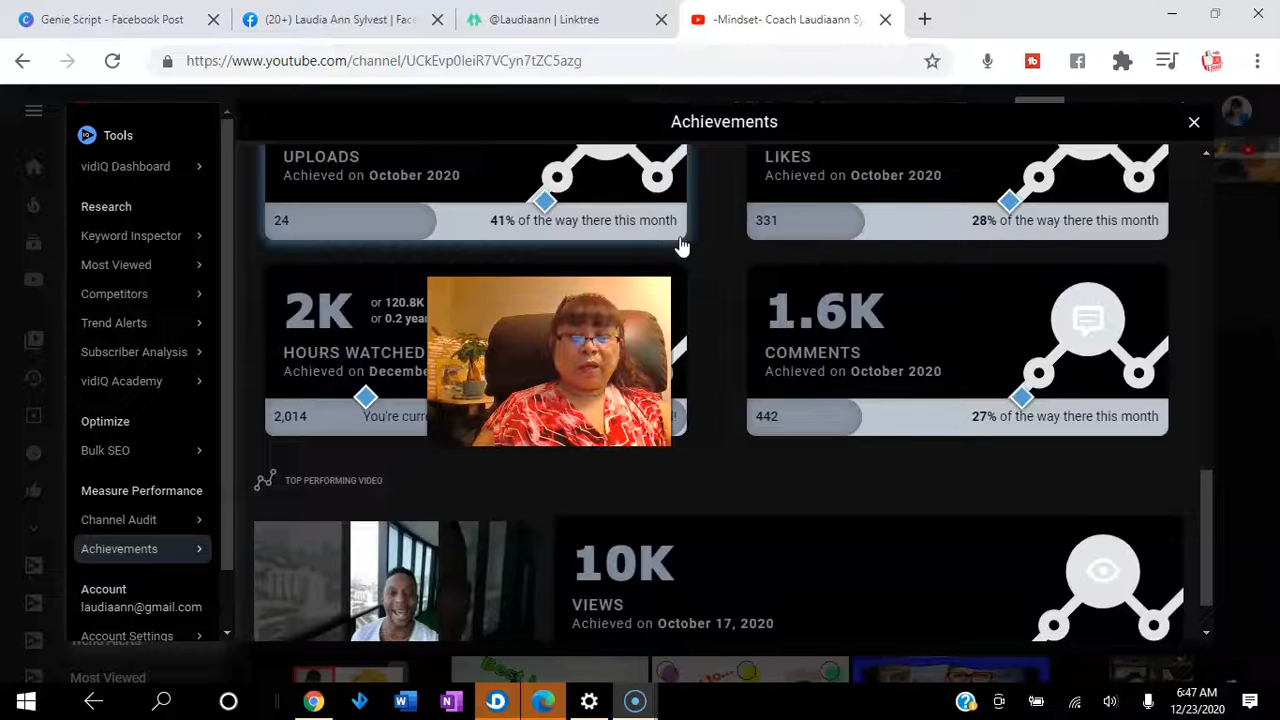 Genie Script - Facebook Post
(20+) Laudia Ann Sylvest | Fac
@Laudiaann | Linktree
-Mindset- Coach Laudiaann Sy
https://www.youtube.com/channel/UCkEvp0IeiR7VCyn7tZC5azg
Tools
vidIQ Dashboard
Research
Keyword Inspector
Most Viewed
Competitors
Trend Alerts
Subscriber Analysis
vidIQ Academy
Optimize
Bulk SEO
Measure Performance
Channel Audit
Achievements
Account
laudiaann@gmail.com
Account Settings
Most Viewed
Achievements
UPLOADS
Achieved on October 2020
24
41% of the way there this month
LIKES
Achieved on October 2020
331
28% of the way there this month
2K
or 120.8K
or 0.2 year
HOURS WATCHED
Achieved on Decemb
2,014
You're curr
1.6K
COMMENTS
Achieved on October 2020
442
27% of the way there this month
TOP PERFORMING VIDEO
10K
VIEWS
Achieved on October 17, 2020
6:47 AM
12/23/2020